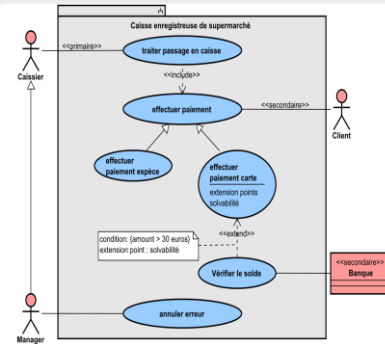 Caisse enregistreuse de supermarché
<<primaire>>
traiter passage en caisse
Caissier
<<include>>
effectuer paiement
<<secondaire>>
Client
effectuer
paiement espèce
effectuer
paiement carte
extension points
solvabilité
condition: {amount > 30 euros}
extension point : solvabilité
<<extend>>
Vérifier le solde
<<secondaire>>
Banque
annuler erreur
Manager